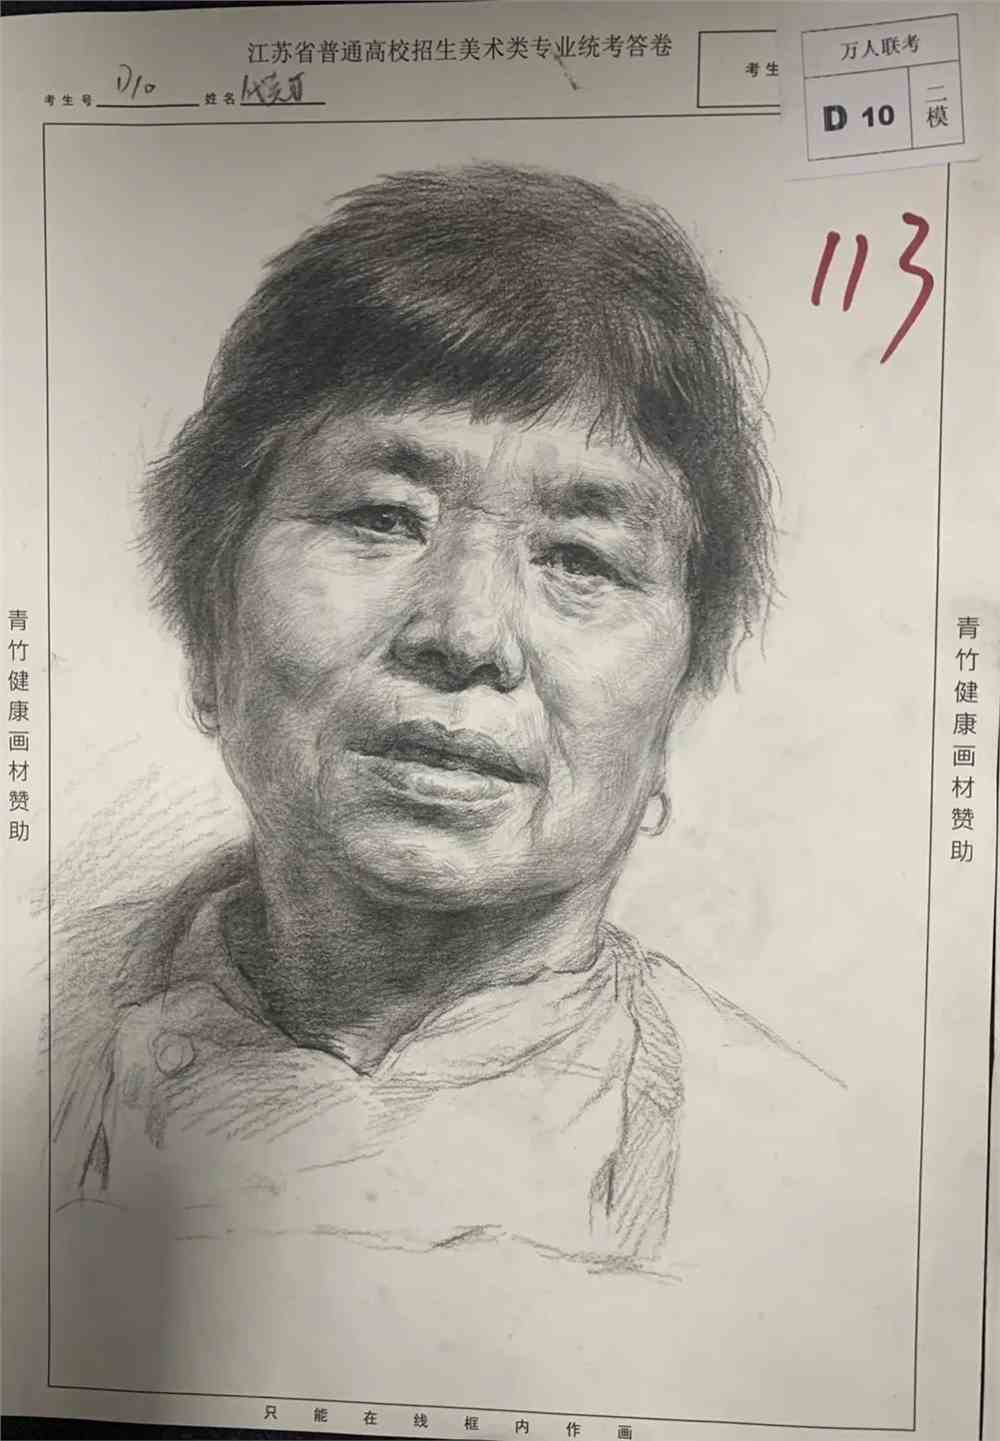 江苏省普通高校招生美术类专业统考答卷
考生号 D10 姓名
考生
万人联考
D 10 二模
113
青竹健康画材赞助
青竹健康画材赞助
只能在线框内作画